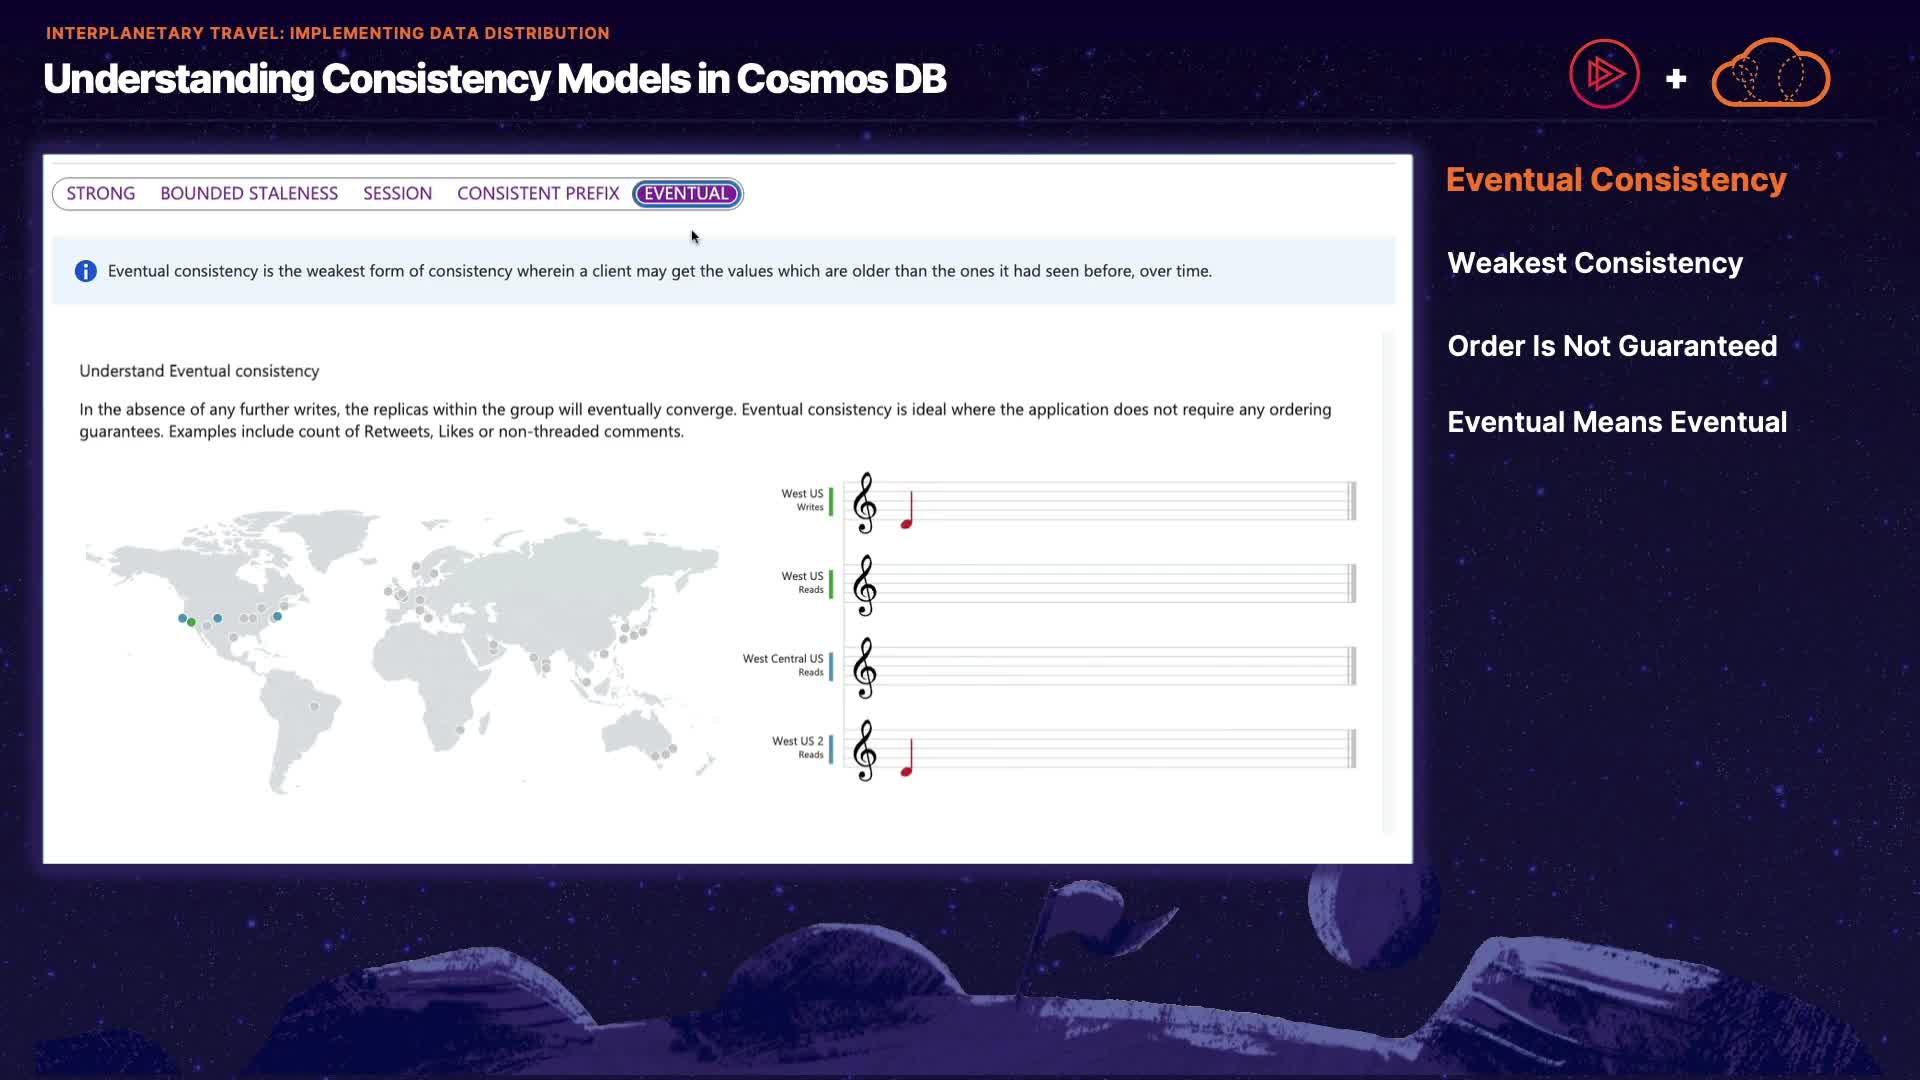 INTERPLANETARY TRAVEL: IMPLEMENTING DATA DISTRIBUTION
Understanding Consistency Models in Cosmos DB
+
STRONG BOUNDED STALENESS SESSION CONSISTENT PREFIX EVENTUAL
Eventual consistency is the weakest form of consistency wherein a client may get the values which are older than the ones it had seen before, over time.
Understand Eventual consistency
In the absence of any further writes, the replicas within the group will eventually converge. Eventual consistency is ideal where the application does not require any ordering
guarantees. Examples include count of Retweets, Likes or non-threaded comments.
West US
Writes
West US
Reads
West Central US
Reads
West US 2
Reads
Eventual Consistency
Weakest Consistency
Order Is Not Guaranteed
Eventual Means Eventual